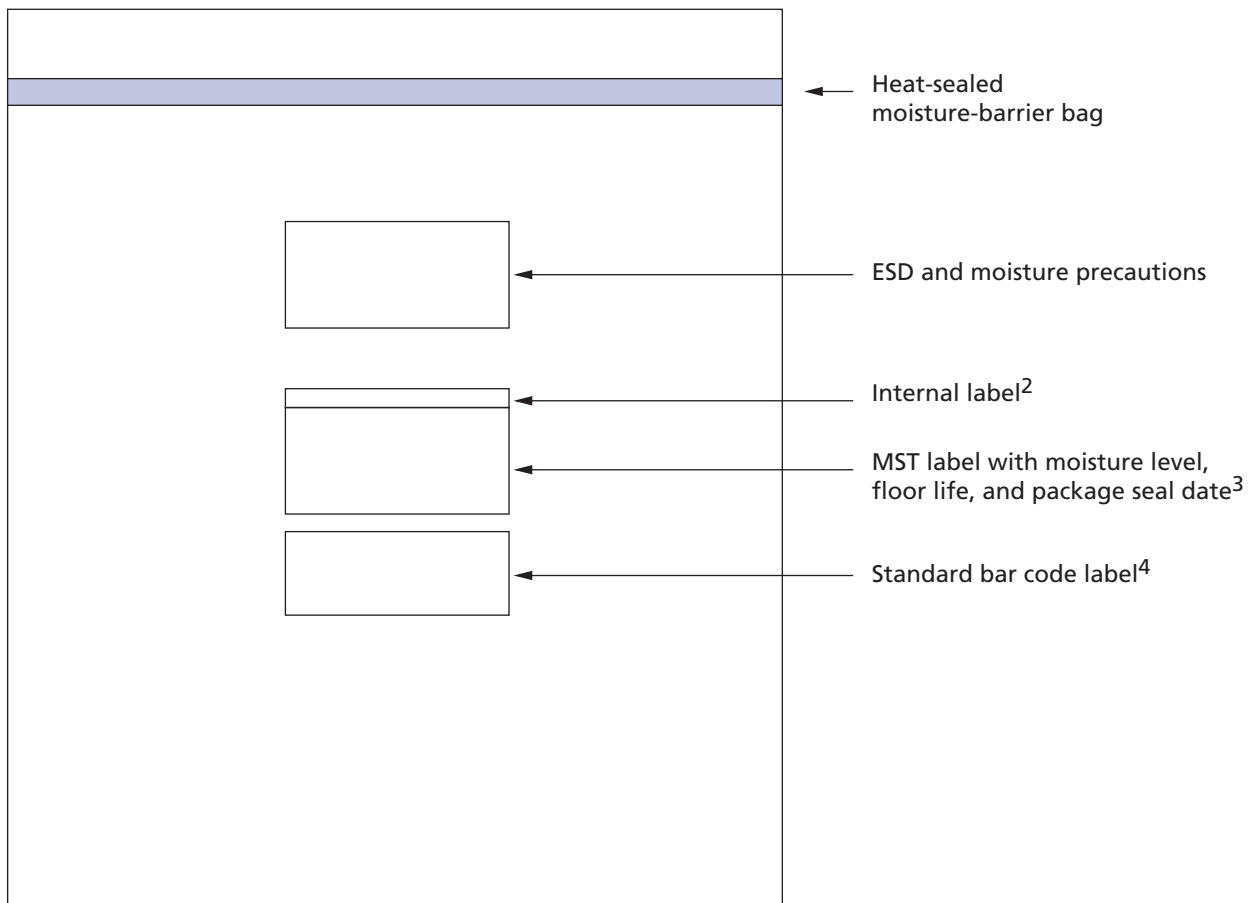 Heat-sealed
moisture-barrier bag
ESD and moisture precautions
Internal label²
MST label with moisture level,
floor life, and package seal date³
Standard bar code label⁴